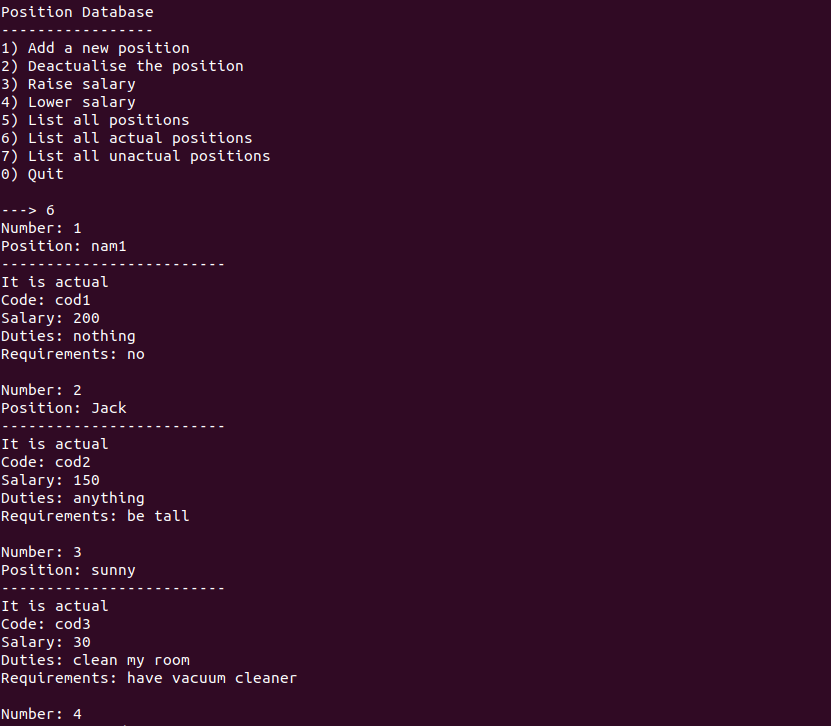 Position Database
-----------------
1) Add a new position
2) Deactualise the position
3) Raise salary
4) Lower salary
5) List all positions
6) List all actual positions
7) List all unactual positions
0) Quit
---> 6
Number: 1
Position: nam1
-------------------------
It is actual
Code: cod1
Salary: 200
Duties: nothing
Requirements: no
Number: 2
Position: Jack
-------------------------
It is actual
Code: cod2
Salary: 150
Duties: anything
Requirements: be tall
Number: 3
Position: sunny
-------------------------
It is actual
Code: cod3
Salary: 30
Duties: clean my room
Requirements: have vacuum cleaner
Number: 4